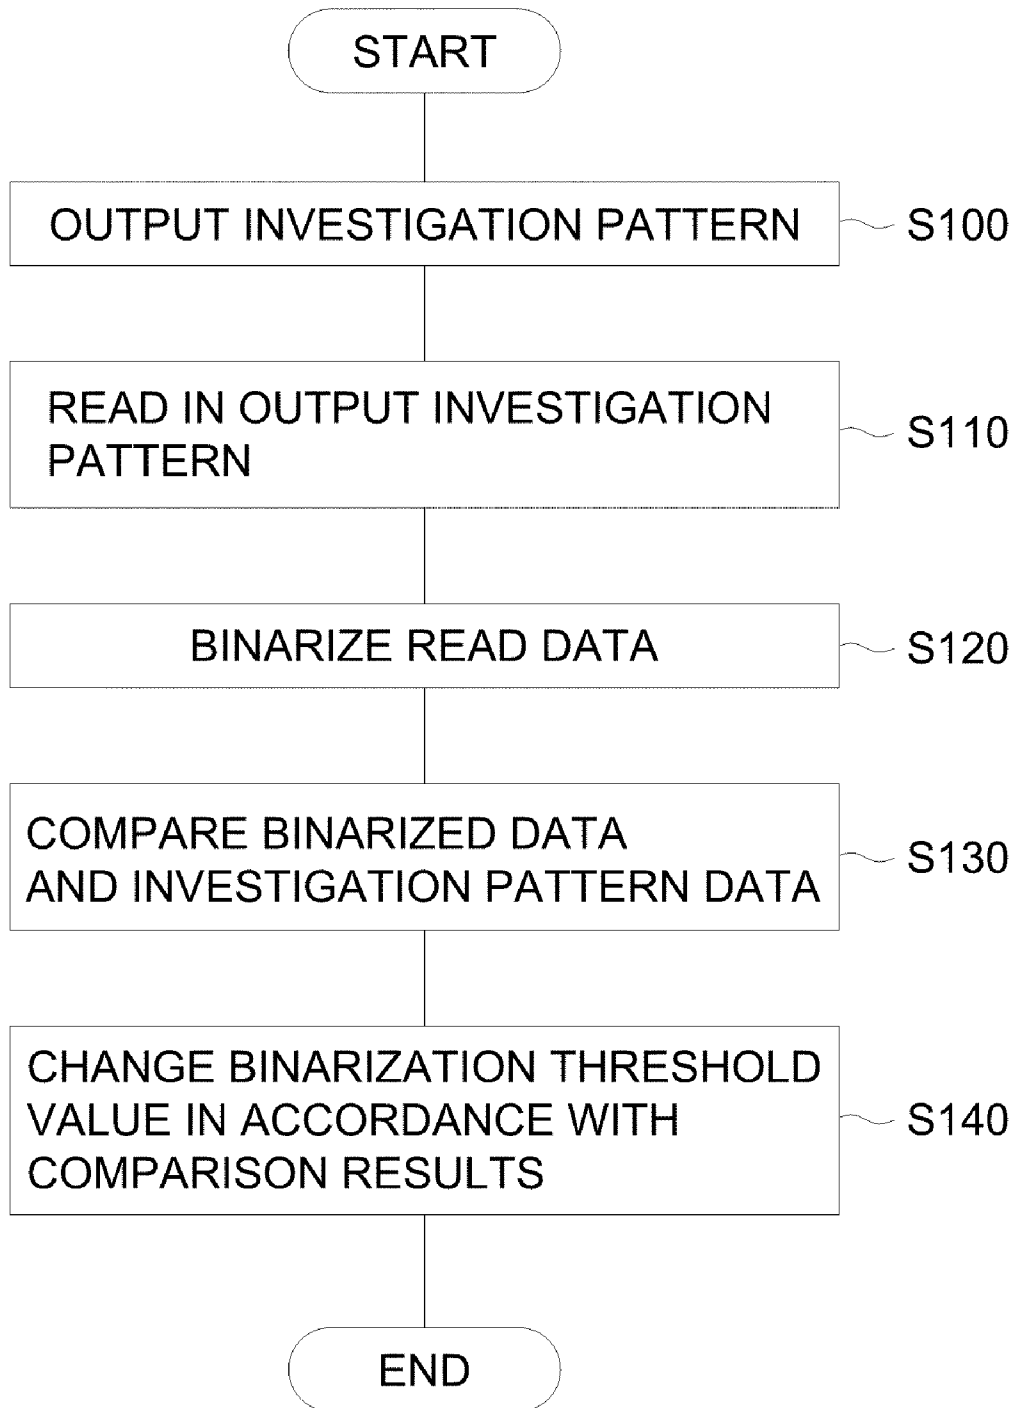 START
OUTPUT INVESTIGATION PATTERN
S100
READ IN OUTPUT INVESTIGATION
PATTERN
S110
BINARIZE READ DATA
S120
COMPARE BINARIZED DATA
AND INVESTIGATION PATTERN DATA
S130
CHANGE BINARIZATION THRESHOLD
VALUE IN ACCORDANCE WITH
COMPARISON RESULTS
S140
END